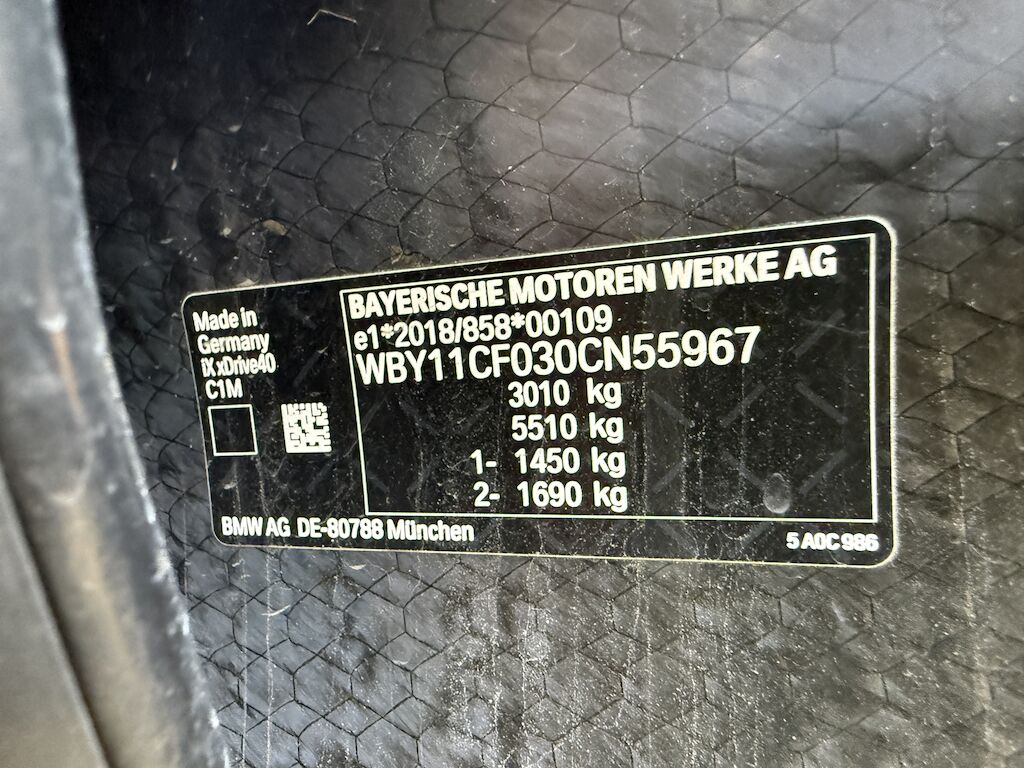 Made in
Germany
iX xDrive40
C1M
BAYERISCHE MOTOREN WERKE AG
e1*2018/858*00109
WBY11CF030CN55967
3010 kg
5510 kg
1- 1450 kg
2- 1690 kg
BMW AG DE-80788 München
5 A0C 986